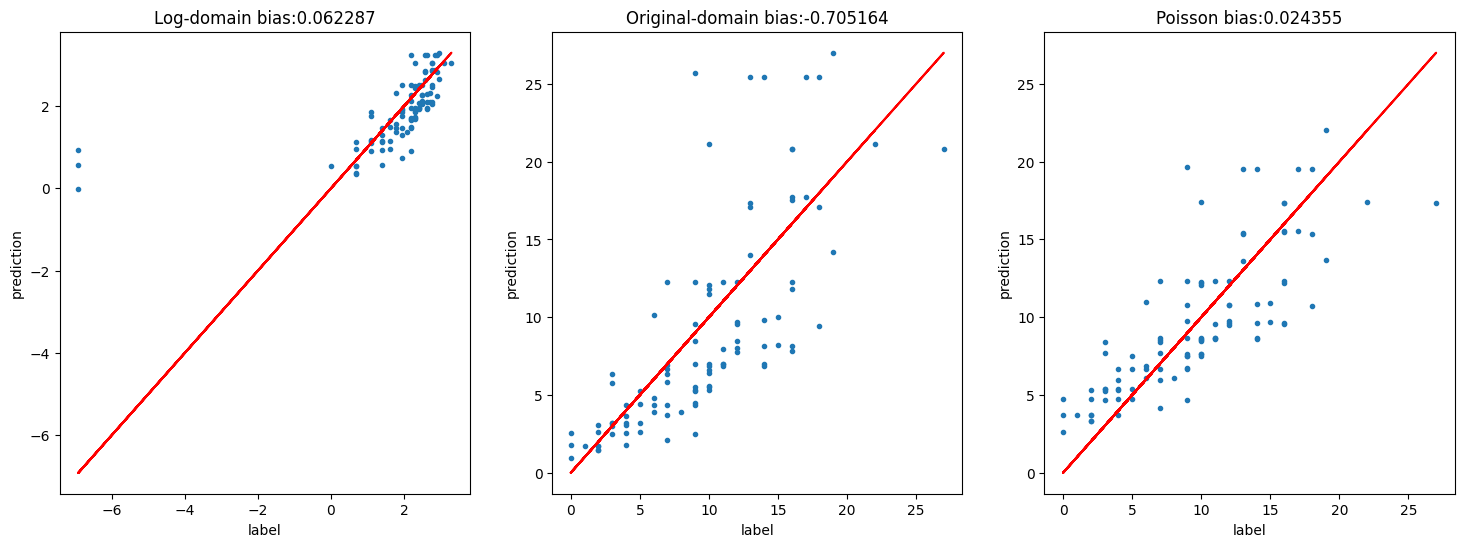 Log-domain bias:0.062287
prediction
2
0
−2
−4
−6
−6 −4 −2 0 2
label
Original-domain bias:-0.705164
prediction
25
20
15
10
5
0
0 5 10 15 20 25
label
Poisson bias:0.024355
prediction
25
20
15
10
5
0
0 5 10 15 20 25
label